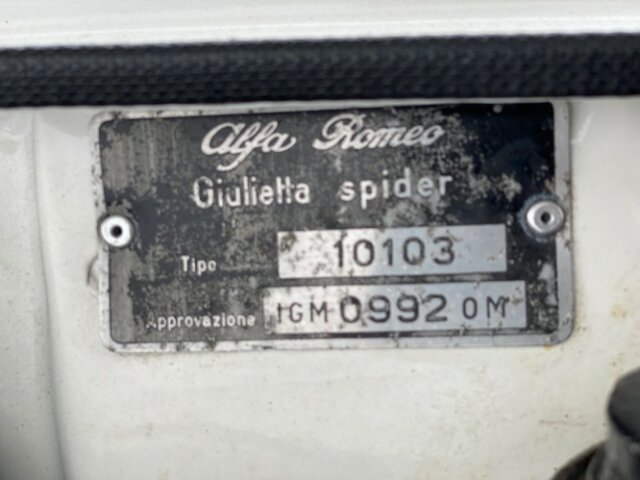 Alfa Romeo
Giulietta spider
Tipo 10103
Approvazione IGM 0992 OM